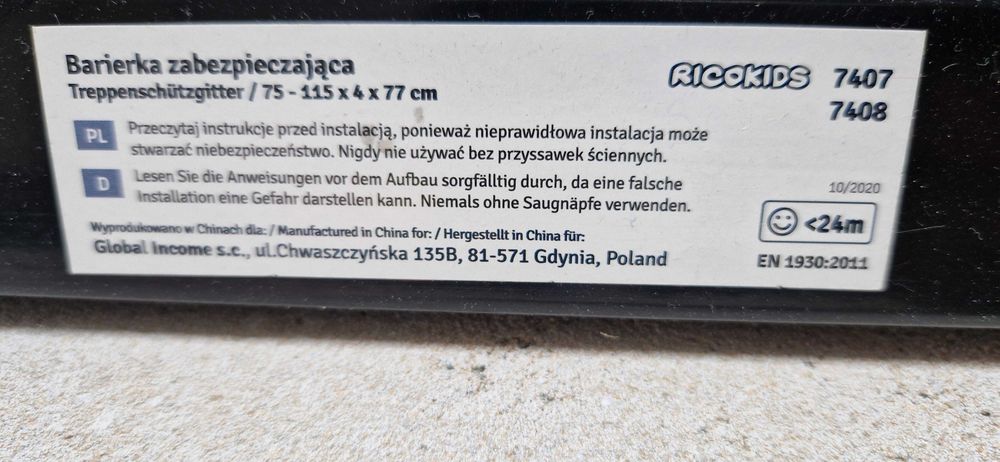 Barierka zabezpieczająca
Treppenschützgitter / 75 - 115 x 4 x 77 cm
RICOKIDS 7407
7408
PL Przeczytaj instrukcje przed instalacją, ponieważ nieprawidłowa instalacja może
stwarzać niebezpieczeństwo. Nigdy nie używać bez przyssawek ściennych.
D Lesen Sie die Anweisungen vor dem Aufbau sorgfälltig durch, da eine falsche
Installation eine Gefahr darstellen kann. Niemals ohne Saugnäpfe verwenden.
10/2020
<24m
Wyprodukowano w Chinach dla: / Manufactured in China for: / Hergestellt in China für:
Global Income s.c., ul.Chwaszczyńska 135B, 81-571 Gdynia, Poland
EN 1930:2011